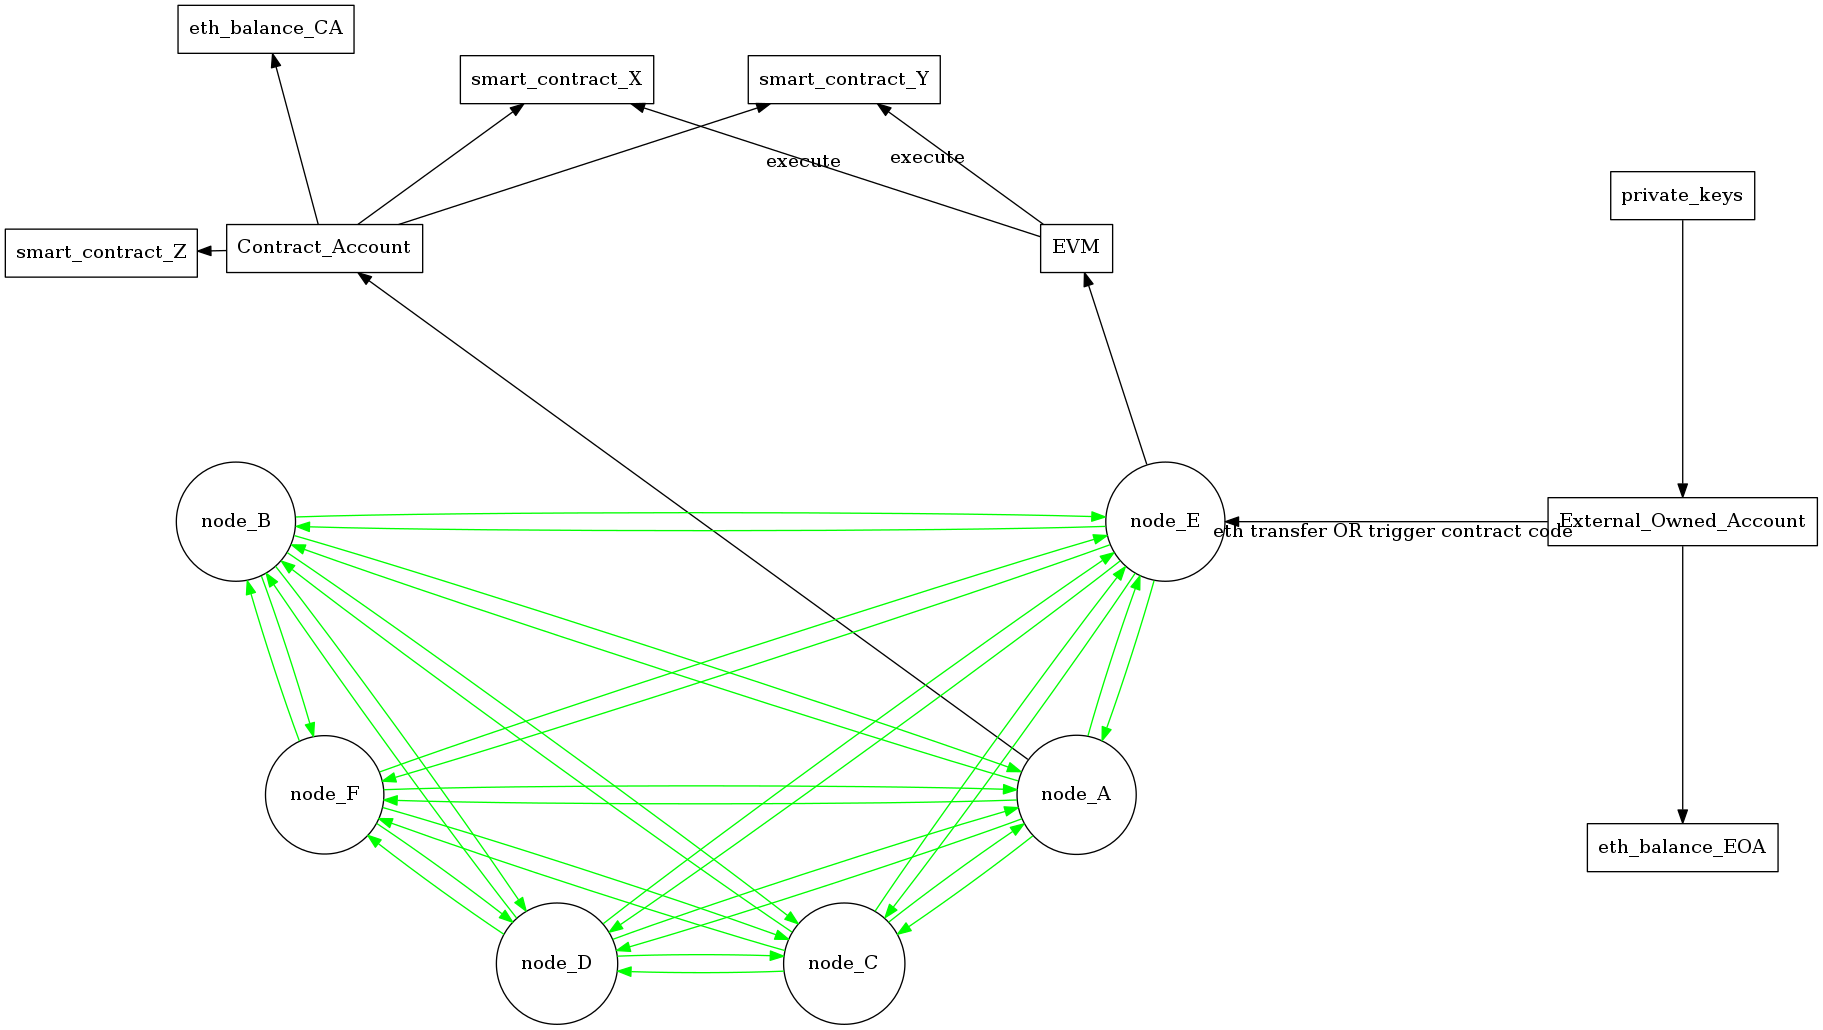 eth_balance_CA
smart_contract_X
smart_contract_Y
execute
execute
private_keys
smart_contract_Z
Contract_Account
EVM
node_B
node_E
eth transfer OR trigger contract code
External_Owned_Account
node_F
node_A
eth_balance_EOA
node_D
node_C